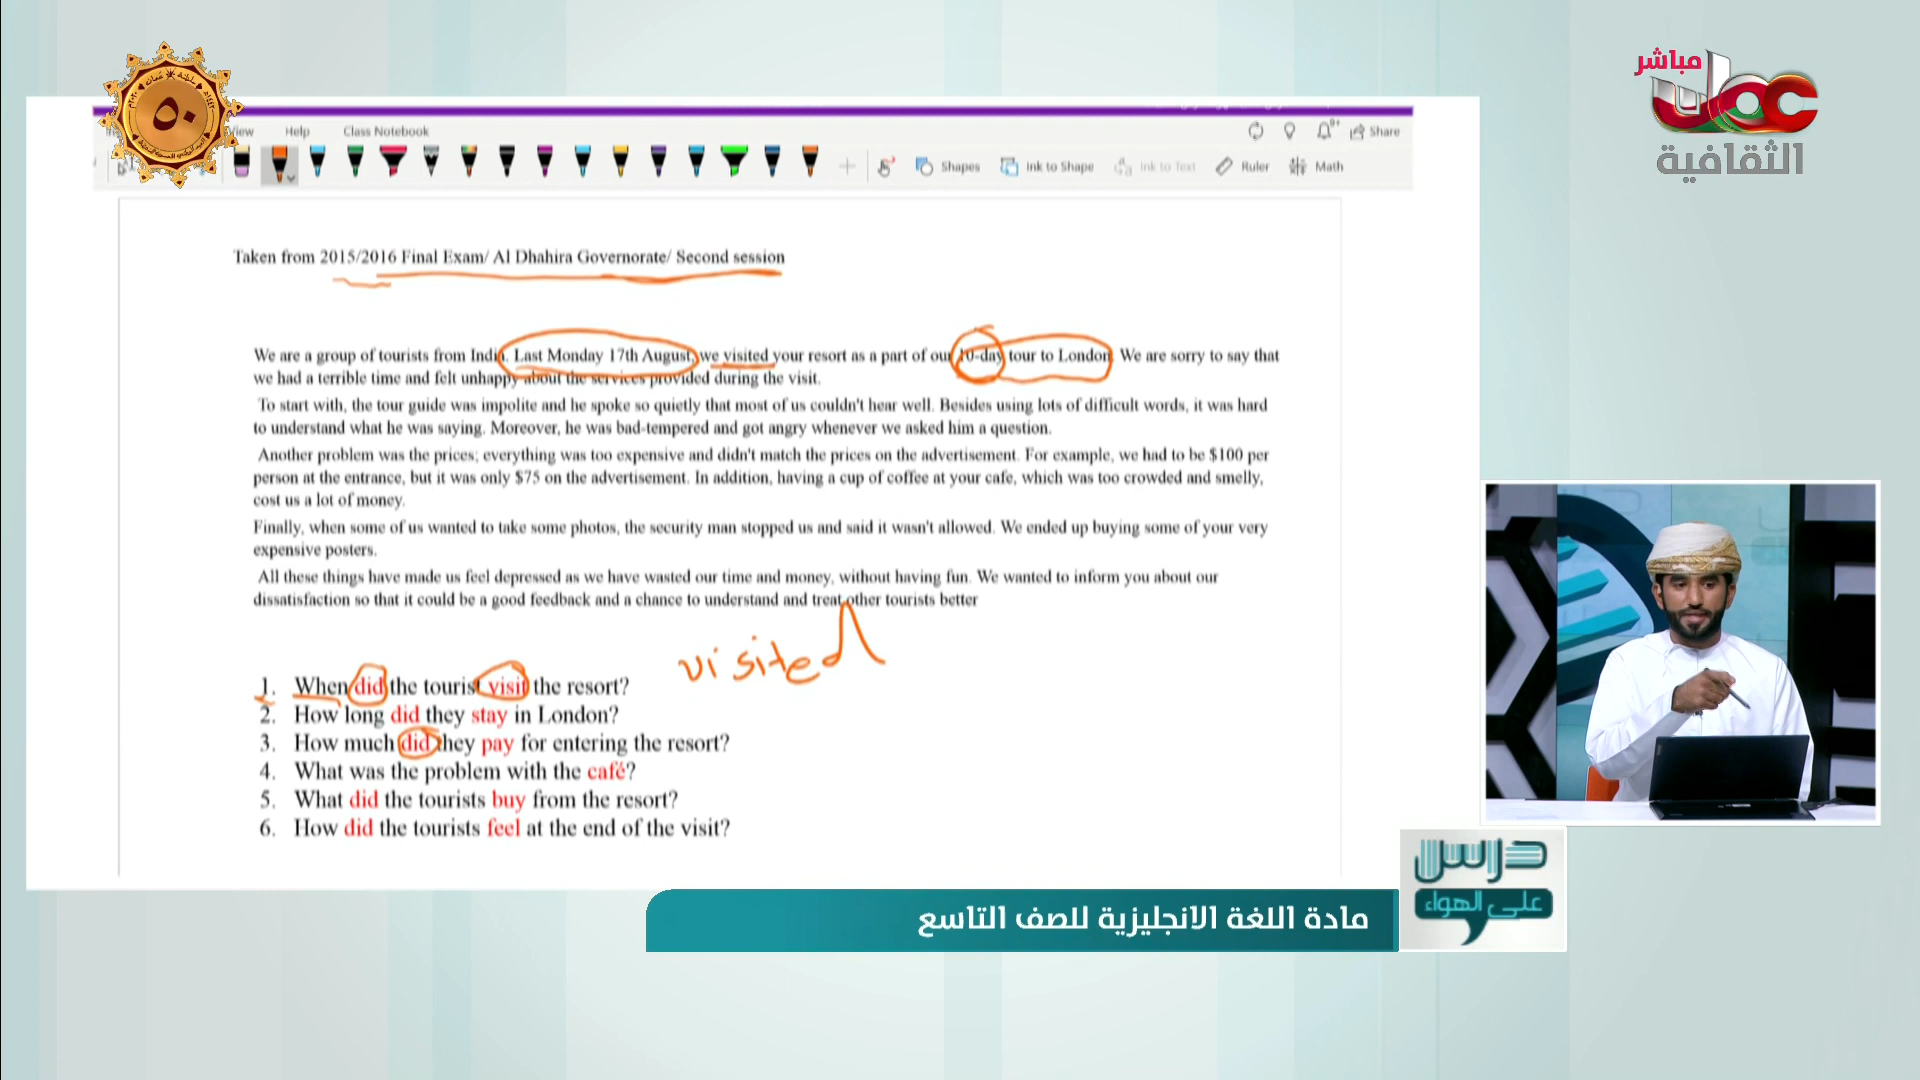 مباشر
عمان
الثقافية
٥٠
View Help Class Notebook
Share
Shapes Ink to Shape Ink to Text Ruler Math
Taken from 2015/2016 Final Exam/ Al Dhahira Governorate/ Second session
We are a group of tourists from India. Last Monday 17th August, we visited your resort as a part of our 10-day tour to London. We are sorry to say that
we had a terrible time and felt unhappy about the services provided during the visit.
To start with, the tour guide was impolite and he spoke so quietly that most of us couldn't hear well. Besides using lots of difficult words, it was hard
to understand what he was saying. Moreover, he was bad-tempered and got angry whenever we asked him a question.
Another problem was the prices; everything was too expensive and didn't match the prices on the advertisement. For example, we had to be $100 per
person at the entrance, but it was only $75 on the advertisement. In addition, having a cup of coffee at your cafe, which was too crowded and smelly,
cost us a lot of money.
Finally, when some of us wanted to take some photos, the security man stopped us and said it wasn't allowed. We ended up buying some of your very
expensive posters.
All these things have made us feel depressed as we have wasted our time and money, without having fun. We wanted to inform you about our
dissatisfaction so that it could be a good feedback and a chance to understand and treat other tourists better
visited
1. When did the tourist visit the resort?
2. How long did they stay in London?
3. How much did they pay for entering the resort?
4. What was the problem with the café?
5. What did the tourists buy from the resort?
6. How did the tourists feel at the end of the visit?
درس
على الهواء
مادة اللغة الانجليزية للصف التاسع